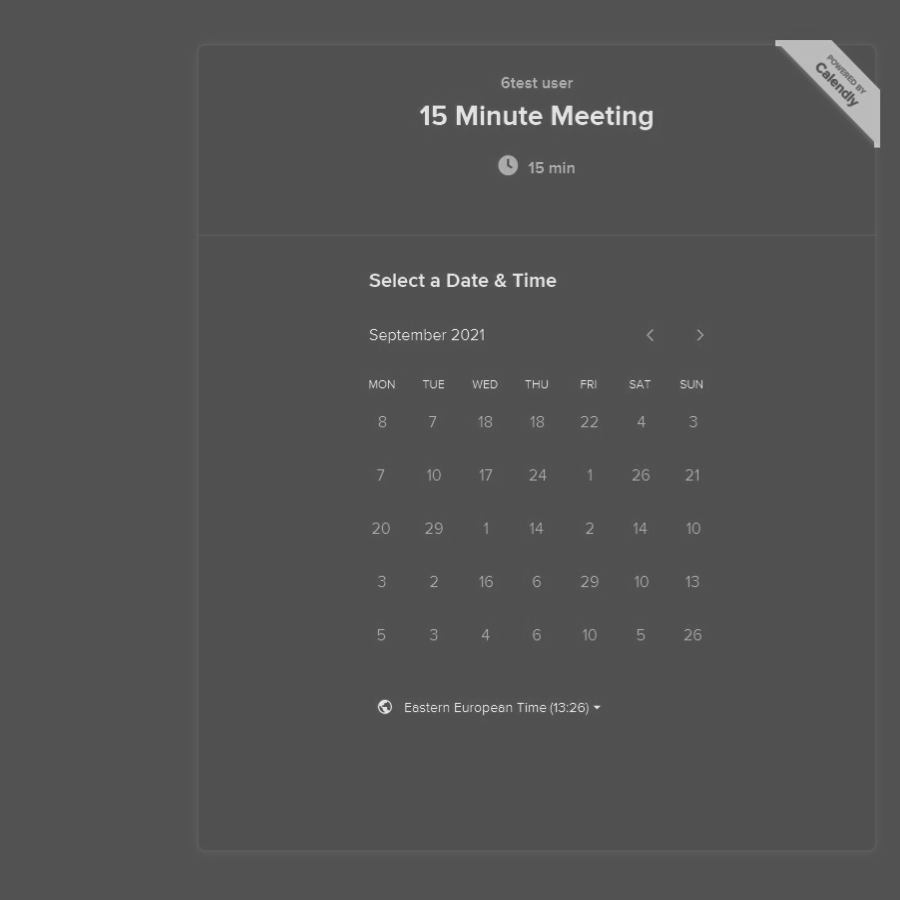 POWERED BY
Calendly
6test user
15 Minute Meeting
15 min
Select a Date & Time
September 2021
MON TUE WED THU FRI SAT SUN
8 7 18 18 22 4 3
7 10 17 24 1 26 21
20 29 1 14 2 14 10
3 2 16 6 29 10 13
5 3 4 6 10 5 26
Eastern European Time (13:26)